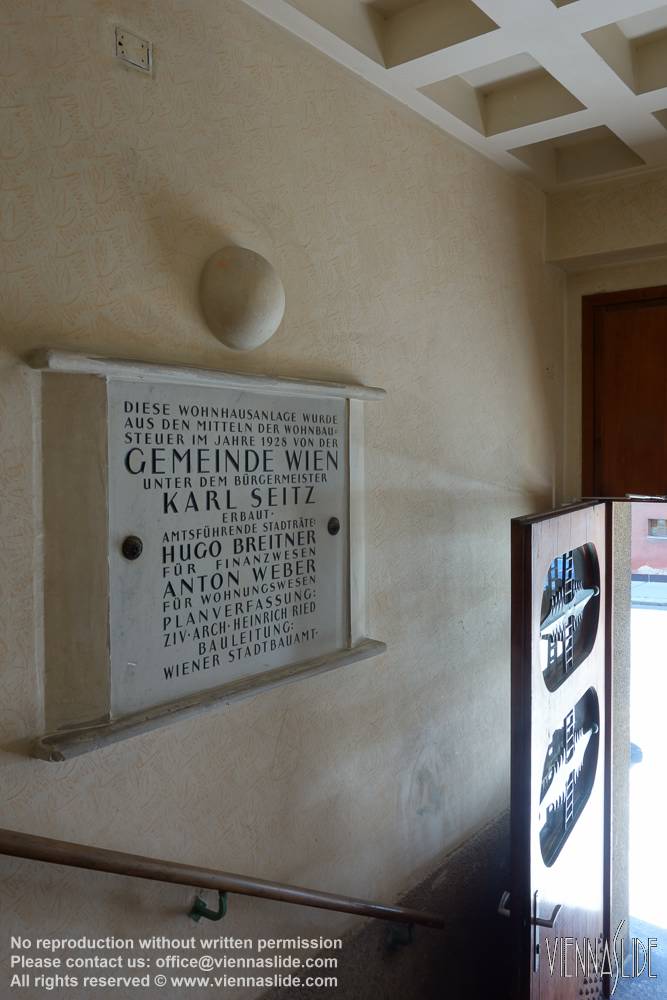 DIESE WOHNHAUSANLAGE WURDE
AUS DEN MITTELN DER WOHNBAU-
STEUER IM JAHRE 1928 VON DER
GEMEINDE WIEN
UNTER DEM BÜRGERMEISTER
KARL SEITZ
ERBAUT·
AMTSFÜHRENDE STADTRÄTE:
HUGO BREITNER
FÜR FINANZWESEN
ANTON WEBER
FÜR WOHNUNGSWESEN
PLANVERFASSUNG:
ZIV·ARCH·HEINRICH RIED
BAULEITUNG:
WIENER STADTBAUAMT·
No reproduction without written permission
Please contact us: office@viennaslide.com
All rights reserved © www.viennaslide.com
VIENNASLIDE